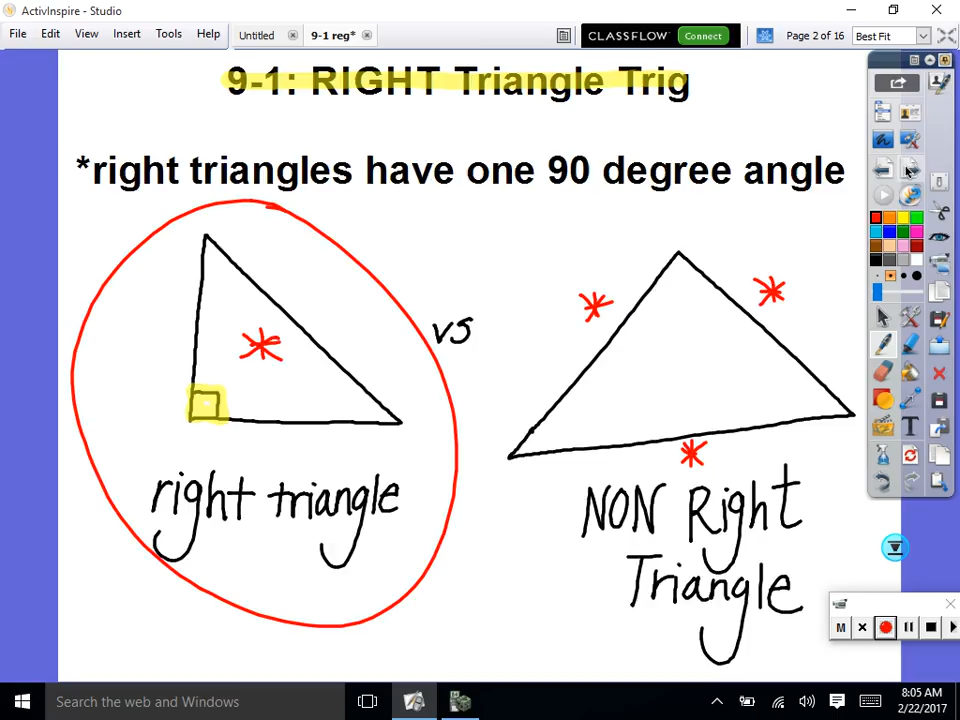 ActivInspire - Studio
File Edit View Insert Tools Help Untitled 9-1 reg* CLASSFLOW Connect Page 2 of 16 Best Fit
9-1: RIGHT Triangle Trig
*right triangles have one 90 degree angle
vs
right triangle
NON Right
Triangle
M
Search the web and Windows
8:05 AM
2/22/2017